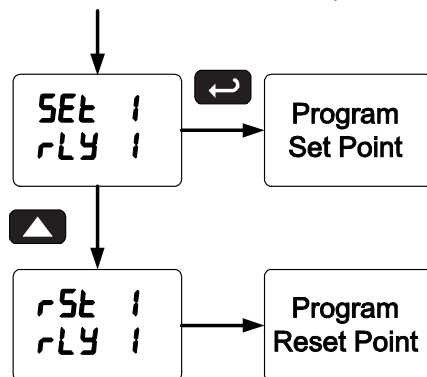 SEt 1
rLY 1
Program
Set Point
rSt 1
rLY 1
Program
Reset Point